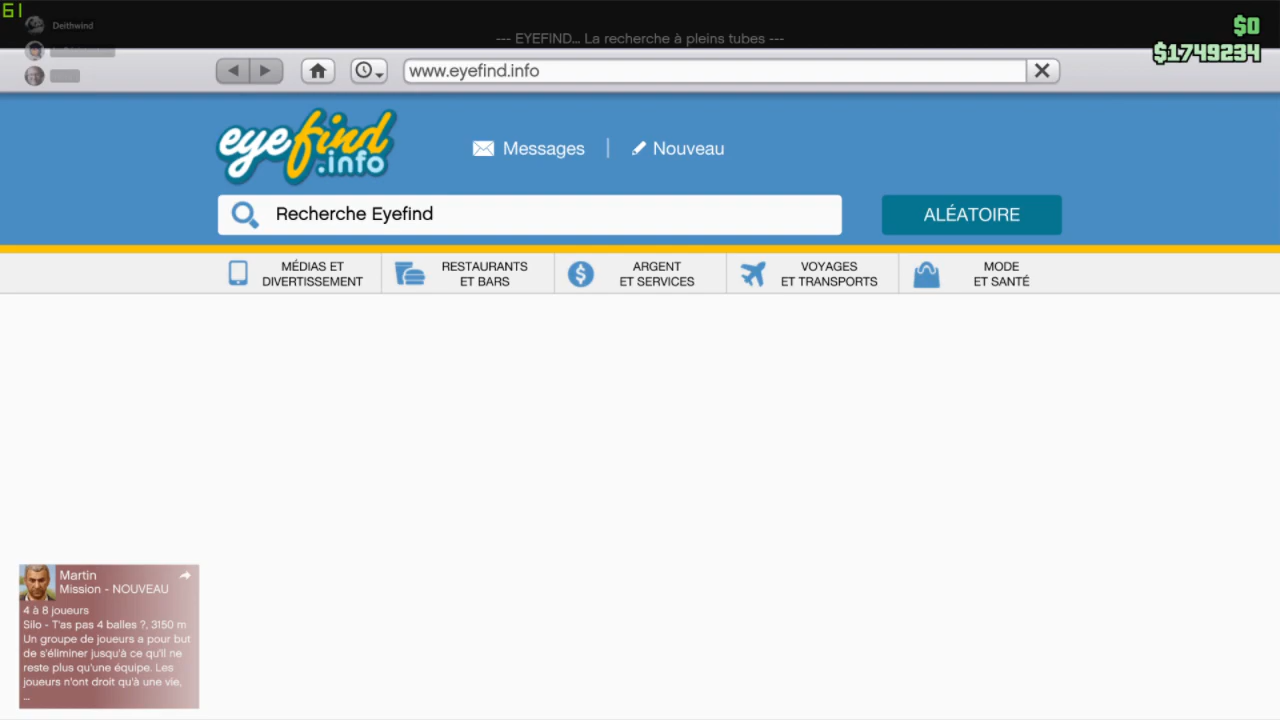 61
Deithwind
$0
--- EYEFIND... La recherche à pleins tubes ---
$1749234
www.eyefind.info
eyefind
.info
Messages | Nouveau
Recherche Eyefind
ALÉATOIRE
MÉDIAS ET
DIVERTISSEMENT
RESTAURANTS
ET BARS
ARGENT
ET SERVICES
VOYAGES
ET TRANSPORTS
MODE
ET SANTÉ
Martin
Mission - NOUVEAU
4 à 8 joueurs
Silo - T'as pas 4 balles ?, 3150 m
Un groupe de joueurs a pour but
de s'éliminer jusqu'à ce qu'il ne
reste plus qu'une équipe. Les
joueurs n'ont droit qu'à une vie,
...